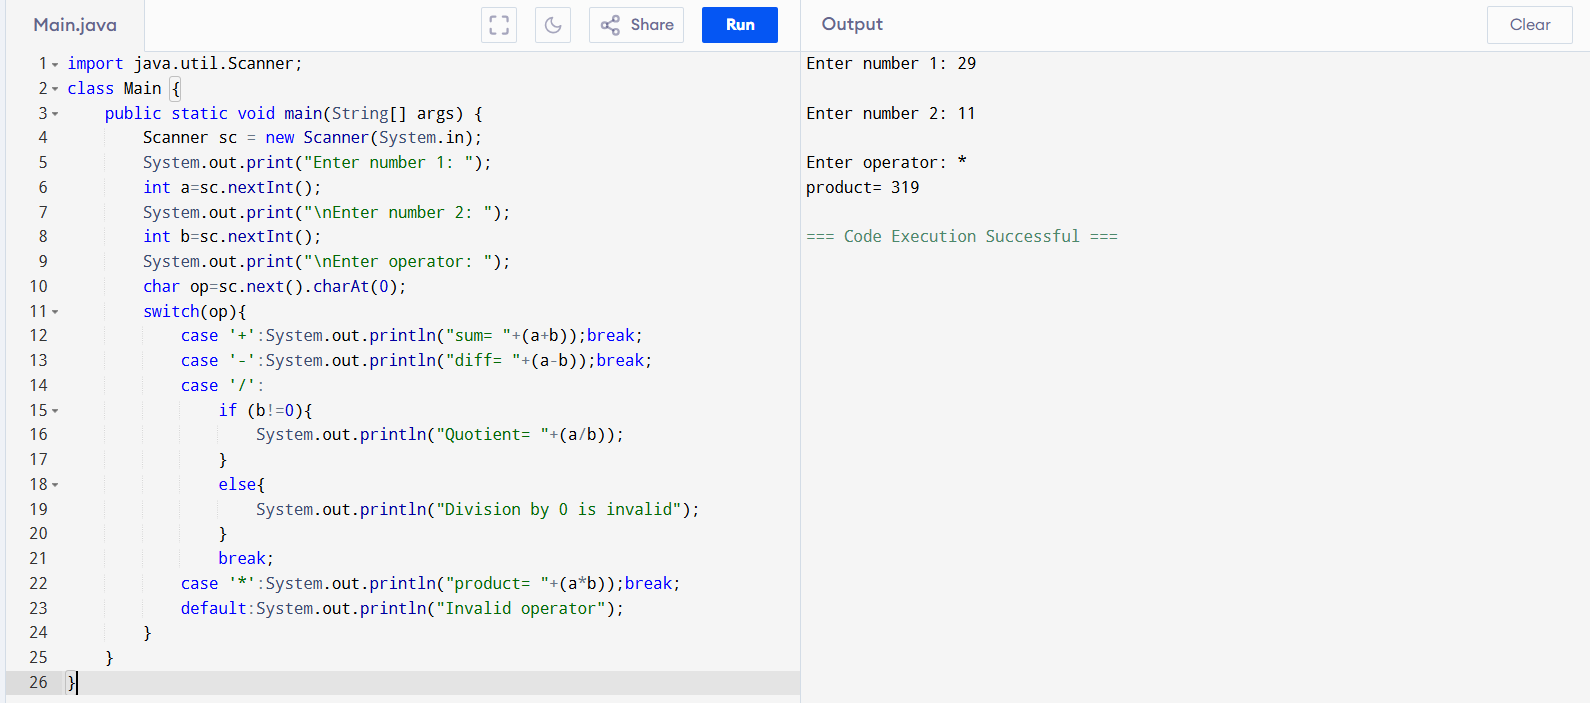 Main.java
Share
Run
Output
Clear
1 import java.util.Scanner;
2 class Main {
3     public static void main(String[] args) {
4         Scanner sc = new Scanner(System.in);
5         System.out.print("Enter number 1: ");
6         int a=sc.nextInt();
7         System.out.print("\nEnter number 2: ");
8         int b=sc.nextInt();
9         System.out.print("\nEnter operator: ");
10         char op=sc.next().charAt(0);
11         switch(op){
12             case '+':System.out.println("sum= "+(a+b));break;
13             case '-':System.out.println("diff= "+(a-b));break;
14             case '/':
15                 if (b!=0){
16                     System.out.println("Quotient= "+(a/b));
17                 }
18                 else{
19                     System.out.println("Division by 0 is invalid");
20                 }
21                 break;
22             case '*':System.out.println("product= "+(a*b));break;
23             default:System.out.println("Invalid operator");
24         }
25     }
26 }
Enter number 1: 29
Enter number 2: 11
Enter operator: *
product= 319
=== Code Execution Successful ===